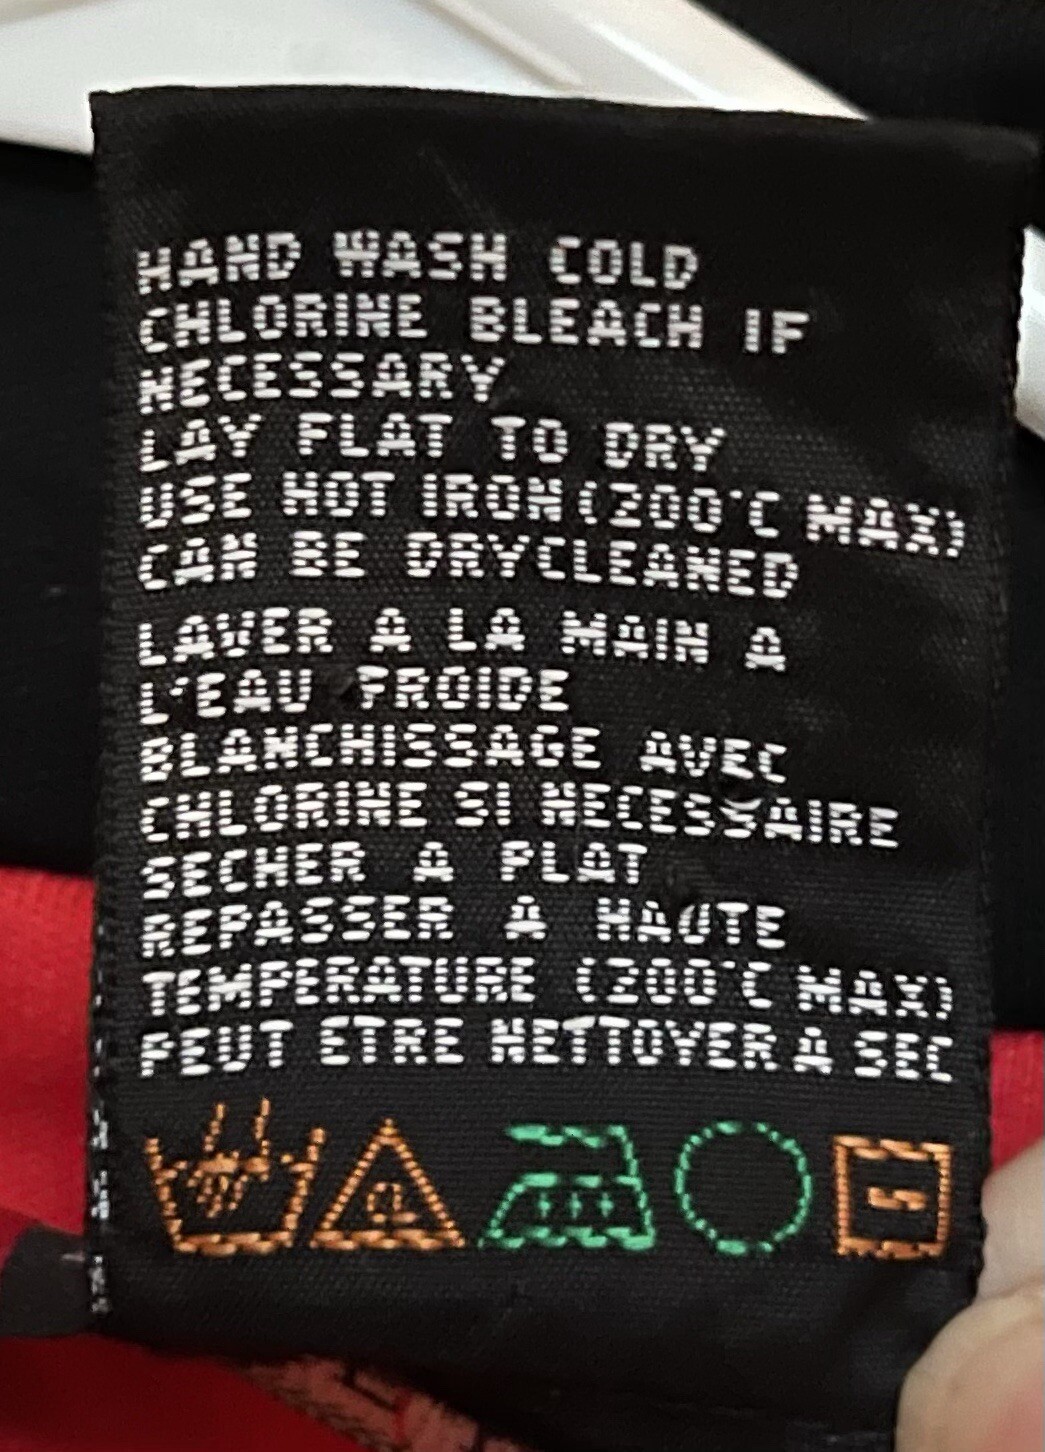 HAND WASH COLD
CHLORINE BLEACH IF
NECESSARY
LAY FLAT TO DRY
USE HOT IRON(200°C MAX)
CAN BE DRYCLEANED
LAVER A LA MAIN A
L'EAU FROIDE
BLANCHISSAGE AVEC
CHLORINE SI NECESSAIRE
SECHER A PLAT
REPASSER A HAUTE
TEMPERATURE (200°C MAX)
PEUT ETRE NETTOYER A SEC